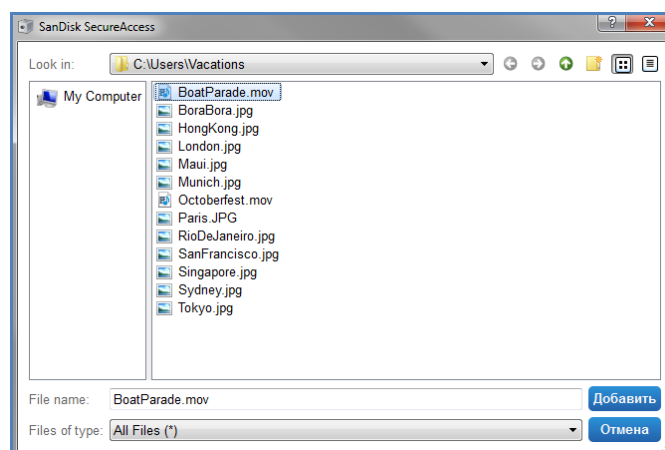 SanDisk SecureAccess
Look in: C:\Users\Vacations
My Computer
BoatParade.mov
BoraBora.jpg
HongKong.jpg
London.jpg
Maui.jpg
Munich.jpg
Octoberfest.mov
Paris.JPG
RioDeJaneiro.jpg
SanFrancisco.jpg
Singapore.jpg
Sydney.jpg
Tokyo.jpg
File name: BoatParade.mov Добавить
Files of type: All Files (*) Отмена